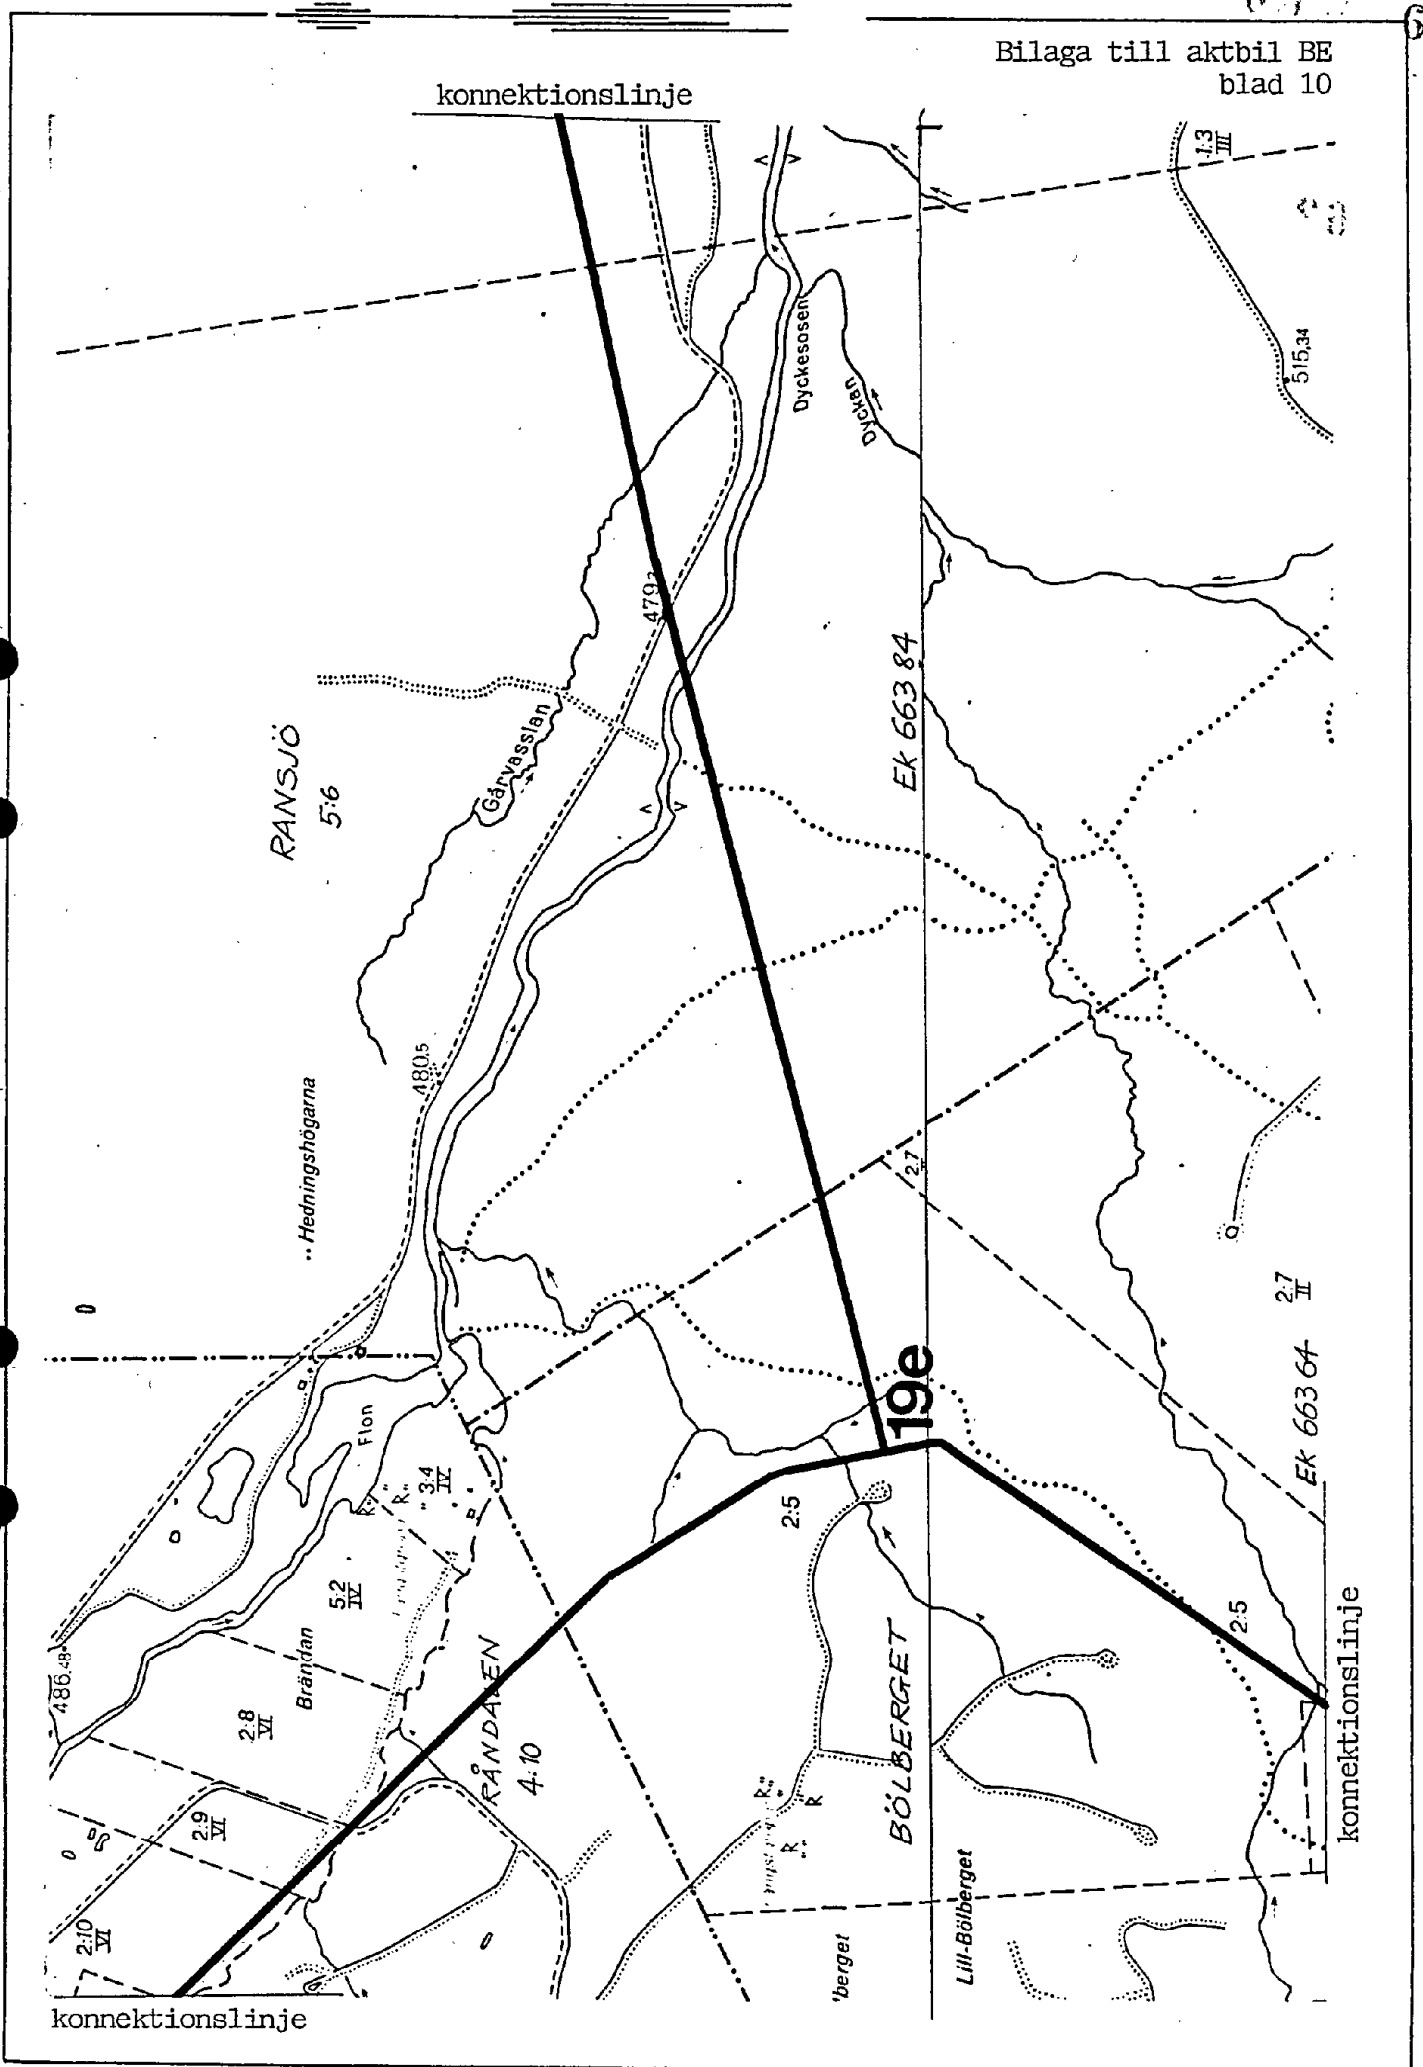 Bilaga till aktbil BE
blad 10
konnektionslinje
1:3
III
Dyckesosen
515,34
Dyckan
479,2
Ek 663 84
Gårvasslan
RANSJÖ
5:6
480,5
Hedningshögarna
2:7
I
2:7
II
Ek 663 64
19e
Flon
3:4
IV
R
R
2:5
5:2
IV
2:5
Brändan
486,48
2:8
VI
RÅNDALEN
4:10
BÖLBERGET
konnektionslinje
2:9
VI
R
R
R
2:10
VI
'berget
Lill-Bölberget
konnektionslinje